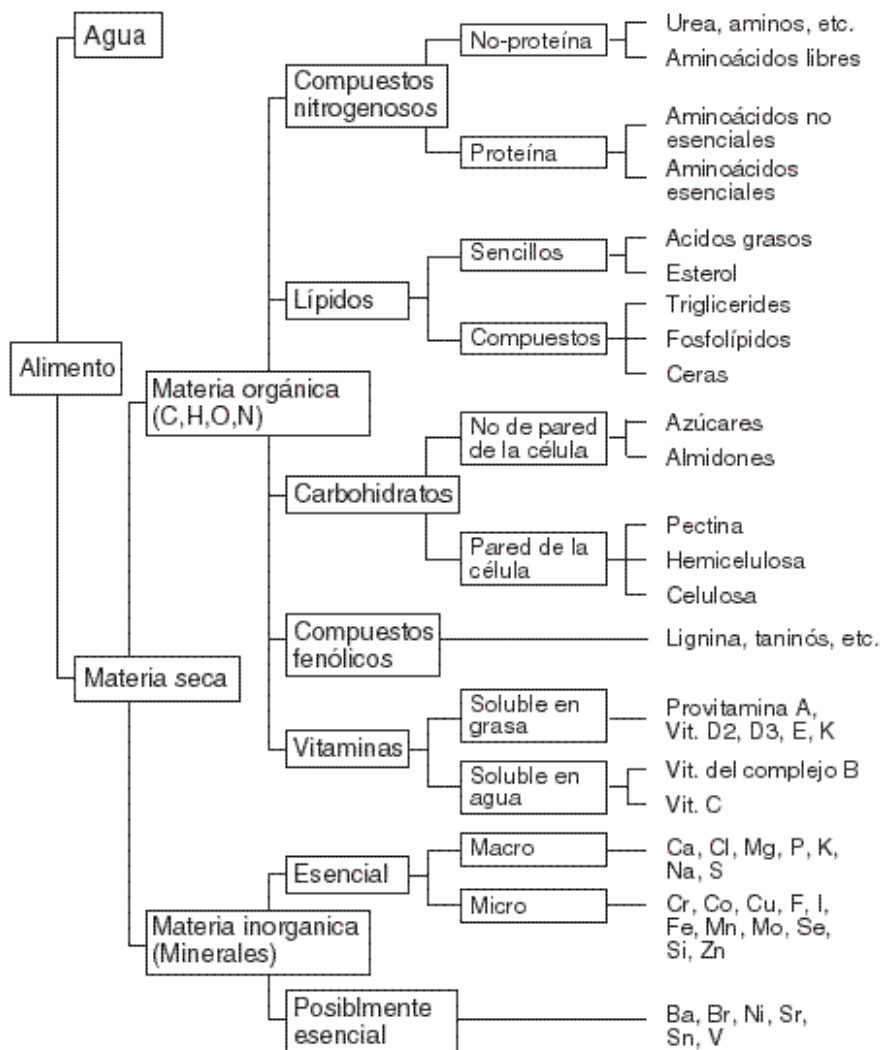 Agua
Alimento
Materia seca
Materia orgánica
(C,H,O,N)
Materia inorganica
(Minerales)
Compuestos
nitrogenosos
No-proteína
Urea, aminos, etc.
Aminoácidos libres
Proteína
Aminoácidos no
esenciales
Aminoácidos
esenciales
Lípidos
Sencillos
Acidos grasos
Esterol
Compuestos
Triglicerides
Fosfolípidos
Ceras
Carbohidratos
No de pared
de la célula
Azúcares
Almidones
Pared de la
célula
Pectina
Hemicelulosa
Celulosa
Compuestos
fenólicos
Lignina, taninós, etc.
Vitaminas
Soluble en
grasa
Provitamina A,
Vit. D2, D3, E, K
Soluble en
agua
Vit. del complejo B
Vit. C
Esencial
Macro
Ca, Cl, Mg, P, K,
Na, S
Micro
Cr, Co, Cu, F, I,
Fe, Mn, Mo, Se,
Si, Zn
Posiblmente
esencial
Ba, Br, Ni, Sr,
Sn, V